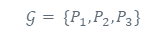 𝒢 = {P₁, P₂, P₃}